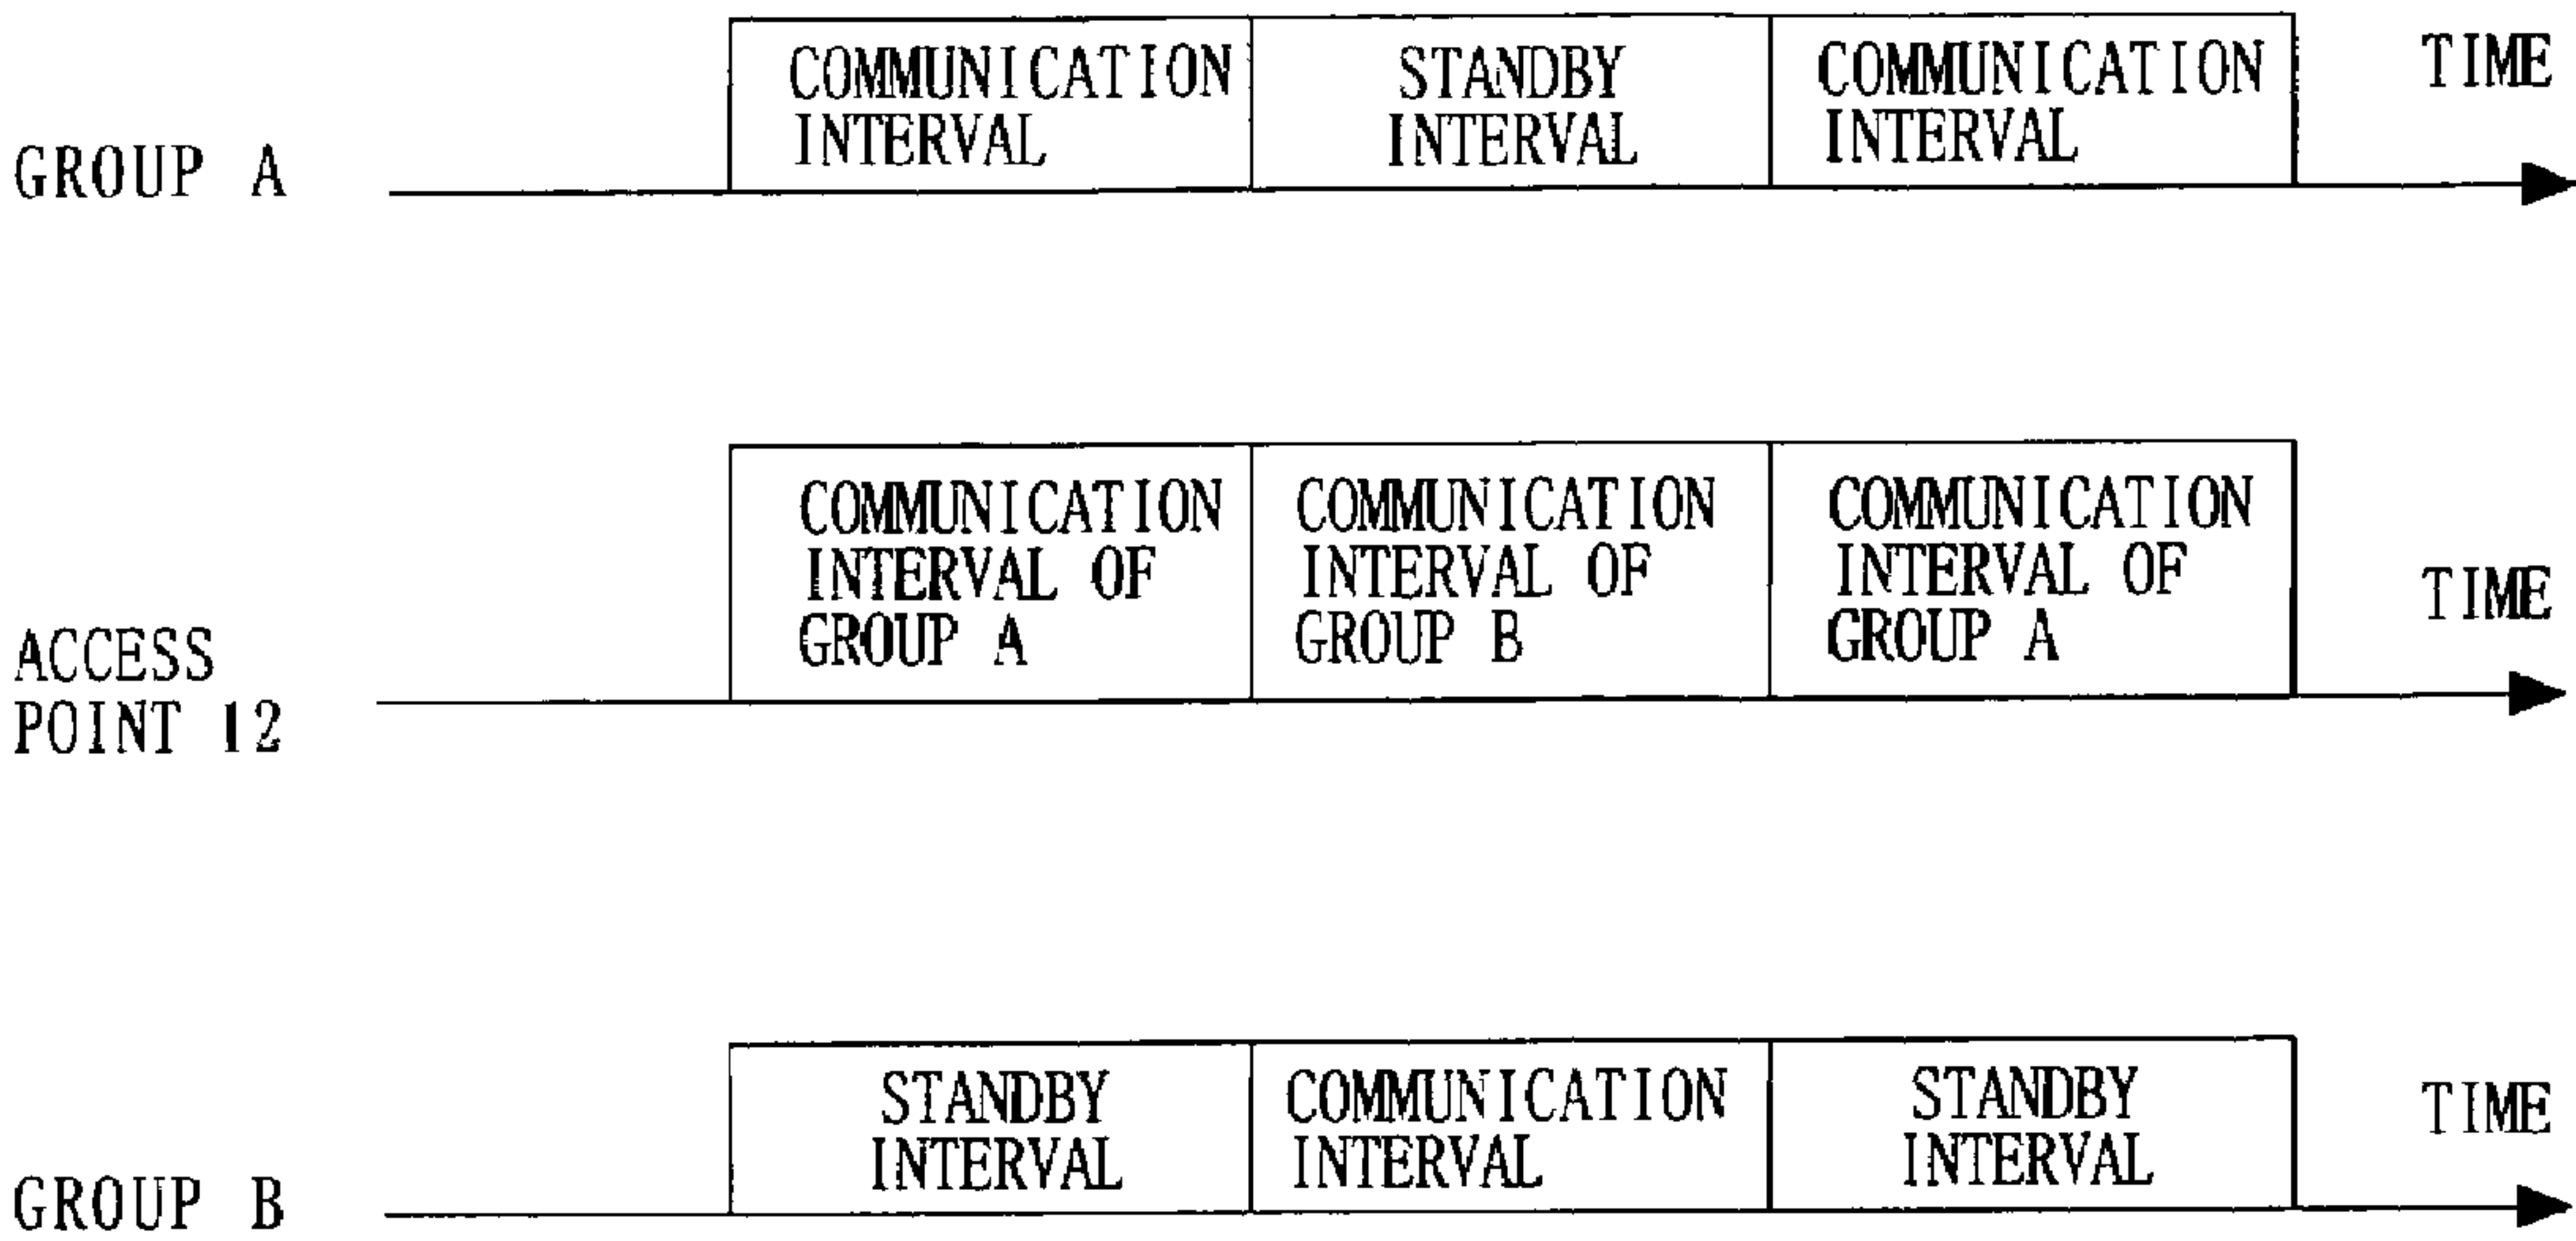 COMMUNICATION
INTERVAL
STANDBY
INTERVAL
COMMUNICATION
INTERVAL
TIME
GROUP A
COMMUNICATION
INTERVAL OF
GROUP A
COMMUNICATION
INTERVAL OF
GROUP B
COMMUNICATION
INTERVAL OF
GROUP A
TIME
ACCESS
POINT 12
STANDBY
INTERVAL
COMMUNICATION
INTERVAL
STANDBY
INTERVAL
TIME
GROUP B